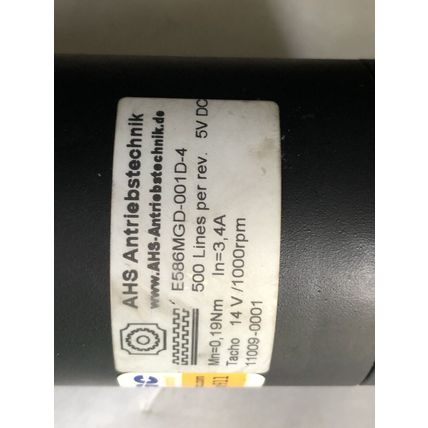 AHS Antriebstechnik
www.AHS-Antriebstechnik.de
E586MGD-001D-4
500 Lines per rev. 5V DC
Mn=0,19Nm In=3,4A
Tacho 14 V/1000rpm
11009-0001